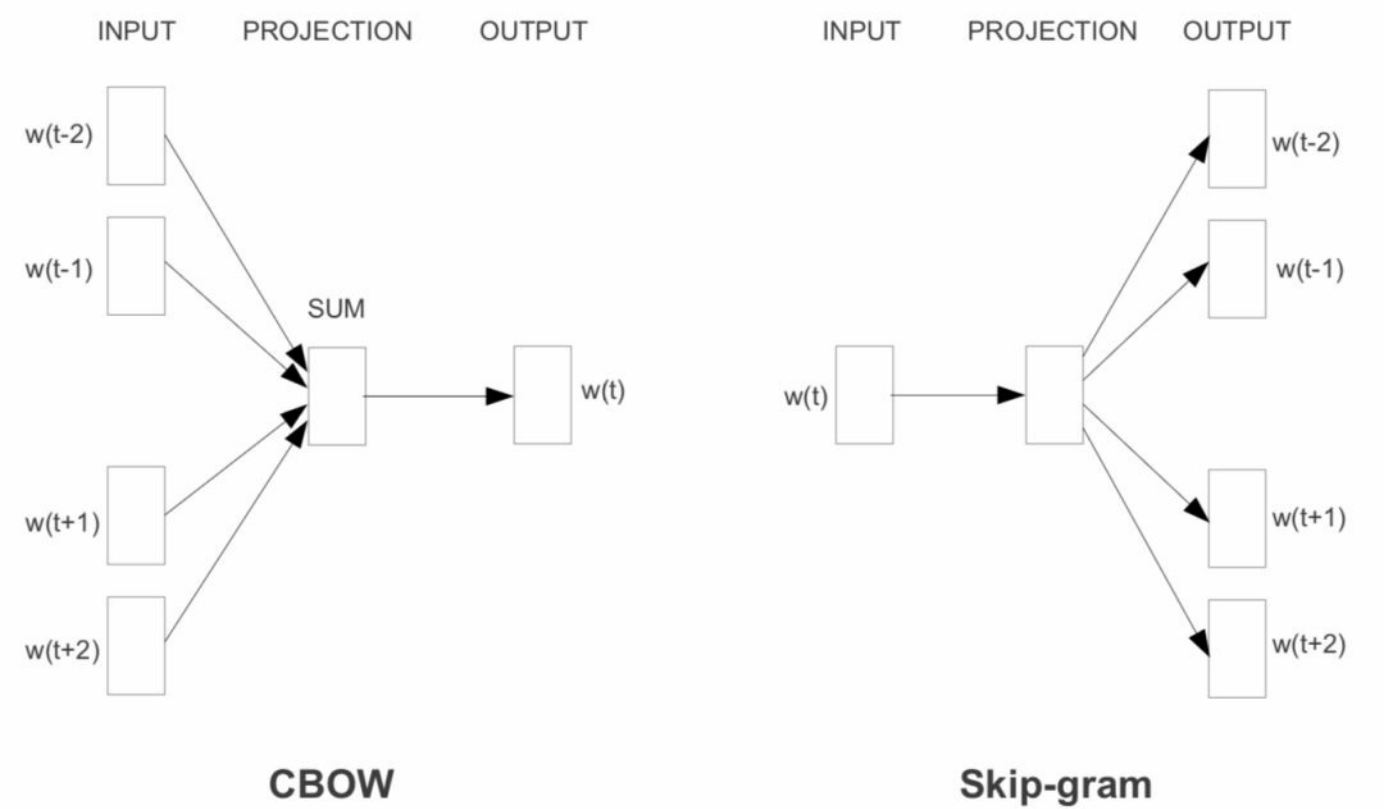 INPUT PROJECTION OUTPUT
w(t-2)
w(t-1)
SUM
w(t)
w(t+1)
w(t+2)
CBOW
INPUT PROJECTION OUTPUT
w(t-2)
w(t-1)
w(t)
w(t+1)
w(t+2)
Skip-gram